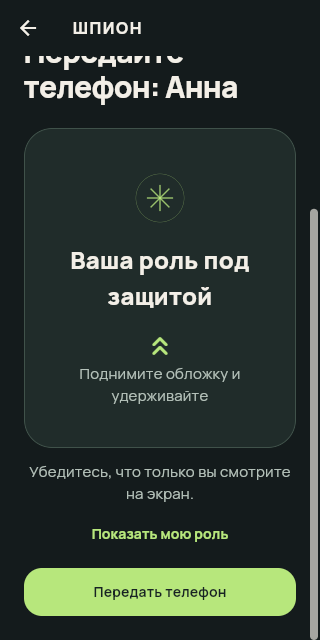 ШПИОН
Передайте
телефон: Анна
Ваша роль под
защитой
Поднимите обложку и
удерживайте
Убедитесь, что только вы смотрите
на экран.
Показать мою роль
Передать телефон